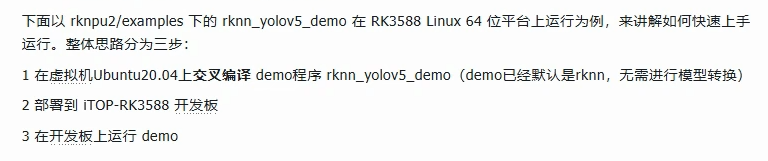 下面以 rknpu2/examples 下的 rknn_yolov5_demo 在 RK3588 Linux 64 位平台上运行为例，来讲解如何快速上手
运行。整体思路分为三步：
1 在虚拟机Ubuntu20.04上交叉编译 demo程序 rknn_yolov5_demo（demo已经默认是rknn，无需进行模型转换）
2 部署到 iTOP-RK3588 开发板
3 在开发板上运行 demo